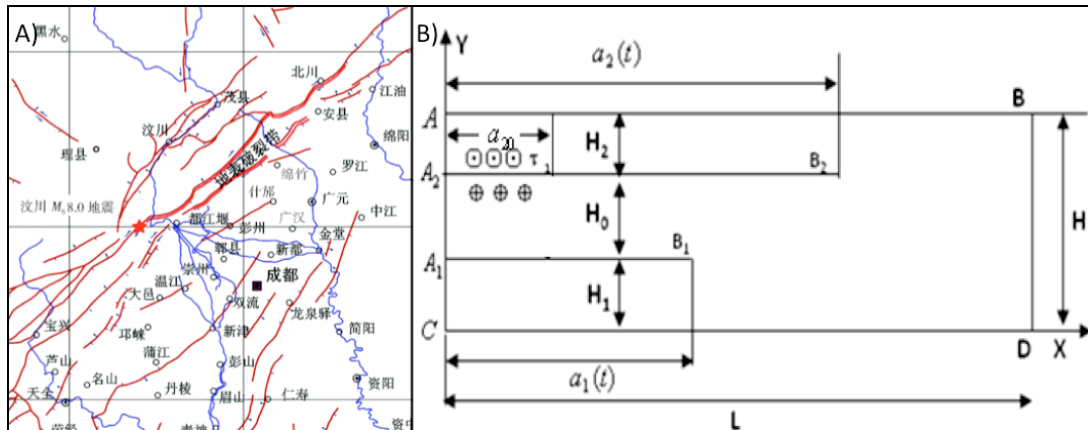 A)
黑水
北川
茂县
江油
安县
汶川
绵阳
理县
地表破裂带
罗江
绵竹
什邡
广元
汶川 Mₛ8.0 地震
中江
都江堰
彭州
广汉
金堂
郫县
新都
崇州
成都
温江
大邑
双流
龙泉驿
宝兴
邛崃
新津
简阳
芦山
蒲江
彭山
名山
丹棱
资阳
天全
眉山
仁寿
B)
Y
a₂(t)
A
B
a₂₀
H₂
τ₁
B₂
A₂
H₀
H
B₁
A₁
H₁
C
D
X
a₁(t)
L